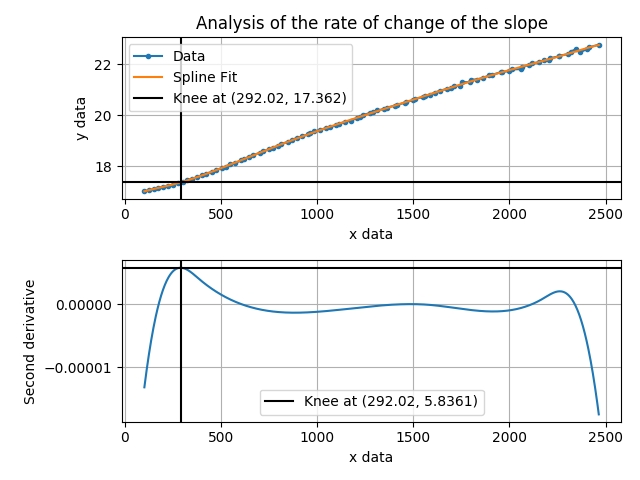 Analysis of the rate of change of the slope
Data
Spline Fit
Knee at (292.02, 17.362)
22
20
18
y data
0 500 1000 1500 2000 2500
x data
0.00000
−0.00001
Second derivative
Knee at (292.02, 5.8361)
0 500 1000 1500 2000 2500
x data